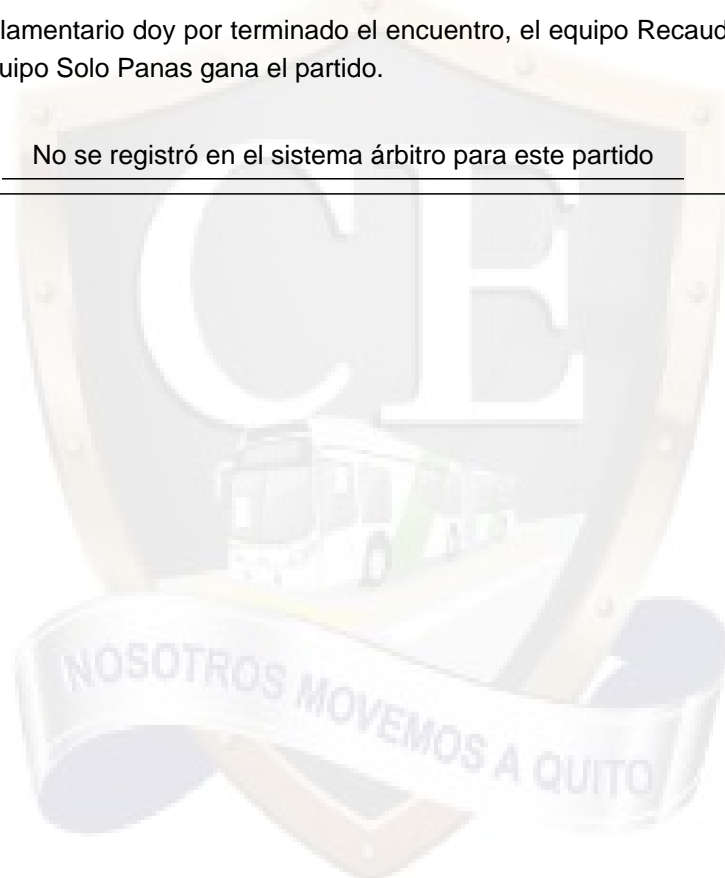 lamentario doy por terminado el encuentro, el equipo Recaud
uipo Solo Panas gana el partido.
No se registró en el sistema árbitro para este partido
CE
NOSOTROS MOVEMOS A QUITO